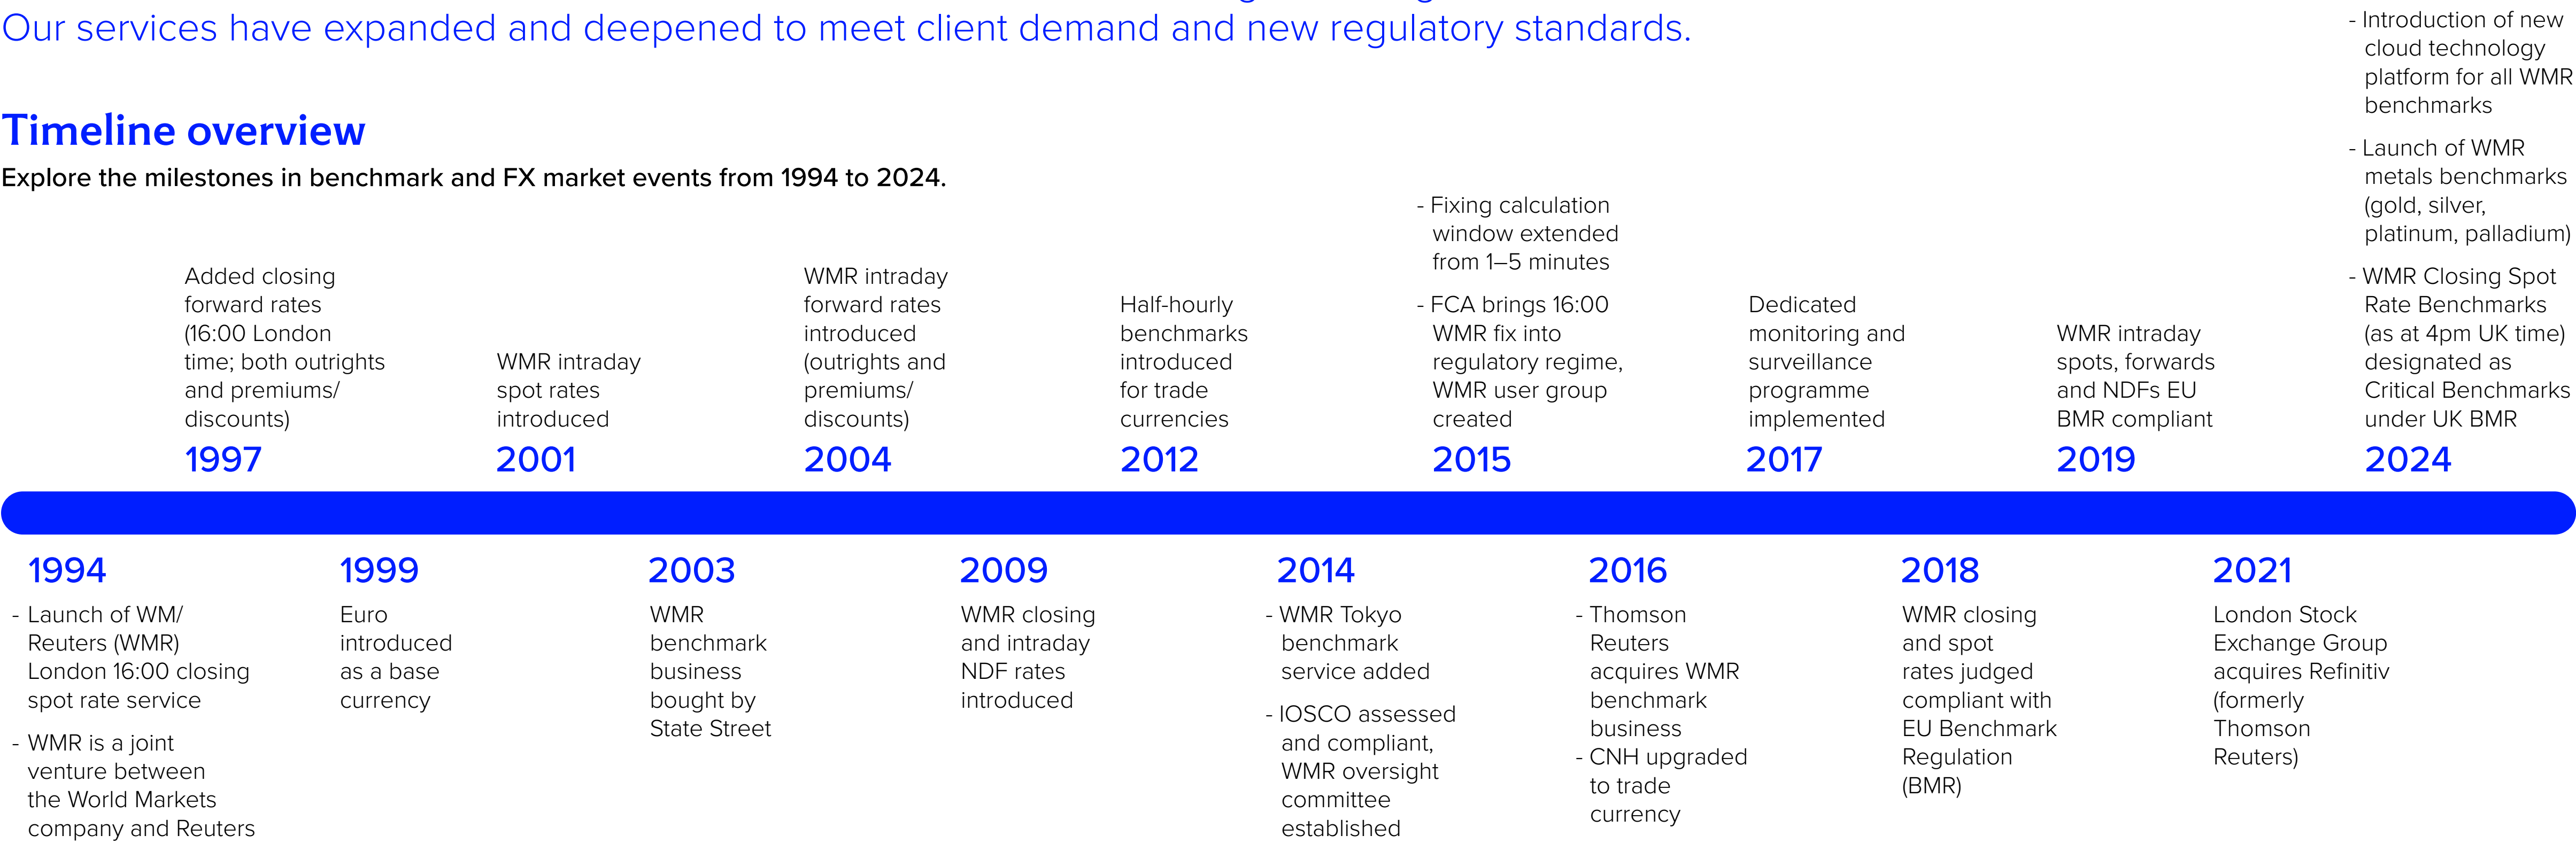 Our services have expanded and deepened to meet client demand and new regulatory standards.
Timeline overview
Explore the milestones in benchmark and FX market events from 1994 to 2024.
Added closing
forward rates
(16:00 London
time; both outrights
and premiums/
discounts)
1997
WMR intraday
spot rates
introduced
2001
WMR intraday
forward rates
introduced
(outrights and
premiums/
discounts)
2004
Half-hourly
benchmarks
introduced
for trade
currencies
2012
- Fixing calculation
window extended
from 1–5 minutes
- FCA brings 16:00
WMR fix into
regulatory regime,
WMR user group
created
2015
Dedicated
monitoring and
surveillance
programme
implemented
2017
WMR intraday
spots, forwards
and NDFs EU
BMR compliant
2019
- Introduction of new
cloud technology
platform for all WMR
benchmarks
- Launch of WMR
metals benchmarks
(gold, silver,
platinum, palladium)
- WMR Closing Spot
Rate Benchmarks
(as at 4pm UK time)
designated as
Critical Benchmarks
under UK BMR
2024
1994
- Launch of WM/
Reuters (WMR)
London 16:00 closing
spot rate service
- WMR is a joint
venture between
the World Markets
company and Reuters
1999
Euro
introduced
as a base
currency
2003
WMR
benchmark
business
bought by
State Street
2009
WMR closing
and intraday
NDF rates
introduced
2014
- WMR Tokyo
benchmark
service added
- IOSCO assessed
and compliant,
WMR oversight
committee
established
2016
- Thomson
Reuters
acquires WMR
benchmark
business
- CNH upgraded
to trade
currency
2018
WMR closing
and spot
rates judged
compliant with
EU Benchmark
Regulation
(BMR)
2021
London Stock
Exchange Group
acquires Refinitiv
(formerly
Thomson
Reuters)